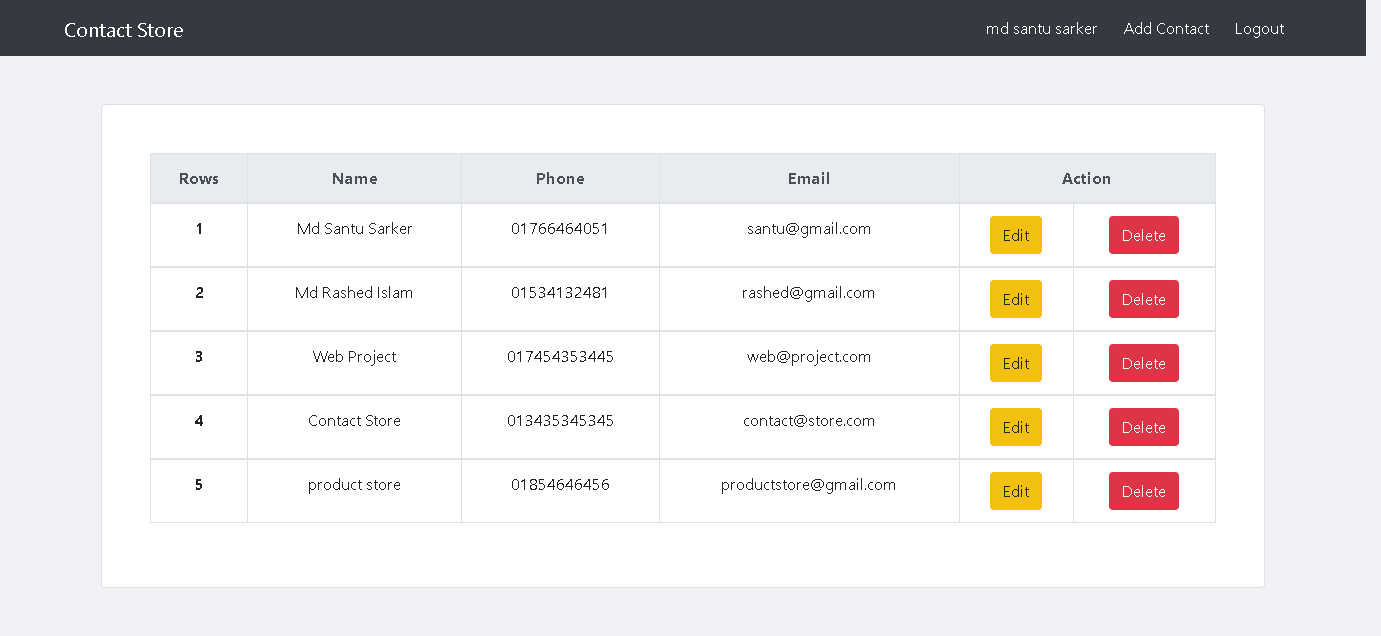 Contact Store md santu sarker Add Contact Logout
Rows Name Phone Email Action
1 Md Santu Sarker 01766464051 santu@gmail.com Edit Delete
2 Md Rashed Islam 01534132481 rashed@gmail.com Edit Delete
3 Web Project 017454353445 web@project.com Edit Delete
4 Contact Store 013435345345 contact@store.com Edit Delete
5 product store 01854646456 productstore@gmail.com Edit Delete